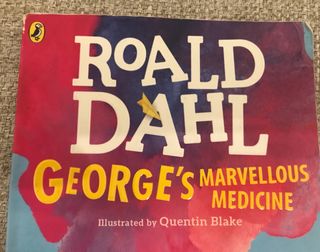 ROALD
DAHL
GEORGE'S MARVELLOUS
MEDICINE
Illustrated by Quentin Blake